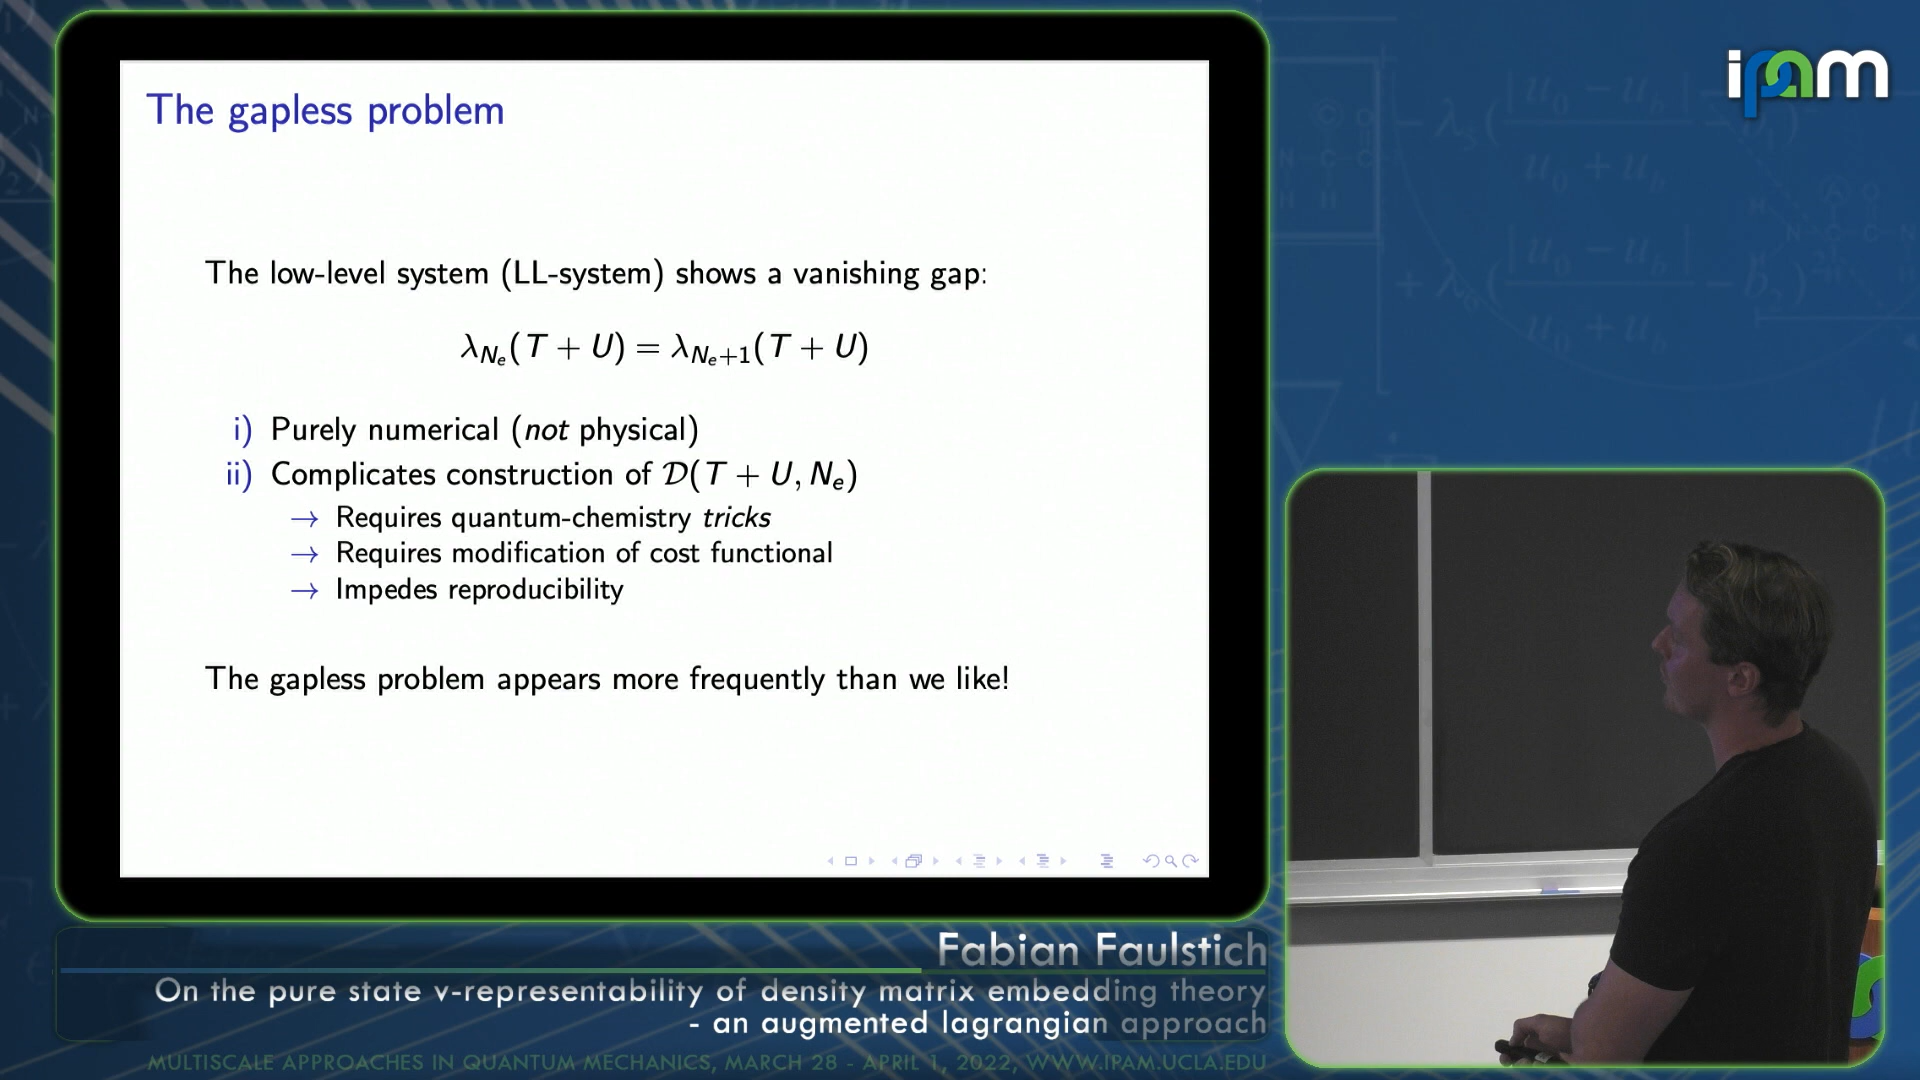 ipam
The gapless problem
The low-level system (LL-system) shows a vanishing gap:
λ_{N_e}(T + U) = λ_{N_e+1}(T + U)
i) Purely numerical (not physical)
ii) Complicates construction of 𝒟(T + U, N_e)
→ Requires quantum-chemistry tricks
→ Requires modification of cost functional
→ Impedes reproducibility
The gapless problem appears more frequently than we like!
Fabian Faulstich
On the pure state v-representability of density matrix embedding theory
- an augmented lagrangian approach
MULTISCALE APPROACHES IN QUANTUM MECHANICS, MARCH 28 - APRIL 1, 2022, WWW.IPAM.UCLA.EDU